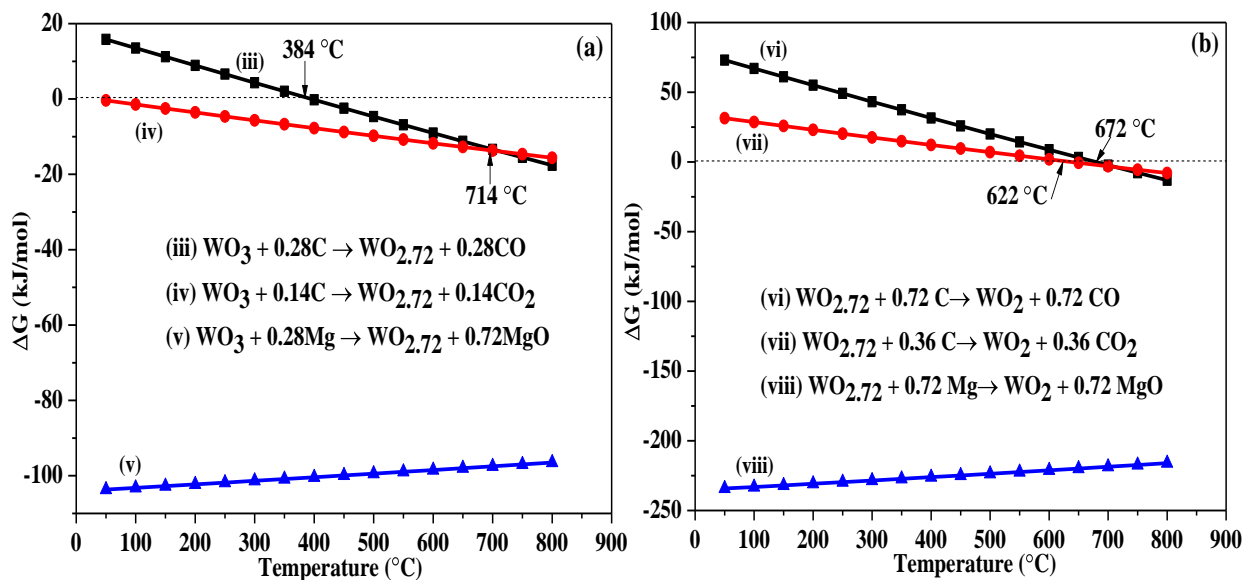 (a)
20
0
-20
-40
-60
-80
-100
ΔG (kJ/mol)
384 °C
(iii)
(iv)
714 °C
(iii) WO3 + 0.28C → WO2.72 + 0.28CO
(iv) WO3 + 0.14C → WO2.72 + 0.14CO2
(v) WO3 + 0.28Mg → WO2.72 + 0.72MgO
(v)
0 100 200 300 400 500 600 700 800 900
Temperature (°C)
(b)
100
50
0
-50
-100
-150
-200
-250
ΔG (kJ/mol)
(vi)
(vii)
672 °C
622 °C
(vi) WO2.72 + 0.72 C→ WO2 + 0.72 CO
(vii) WO2.72 + 0.36 C→ WO2 + 0.36 CO2
(viii) WO2.72 + 0.72 Mg→ WO2 + 0.72 MgO
(viii)
0 100 200 300 400 500 600 700 800 900
Temperature (°C)